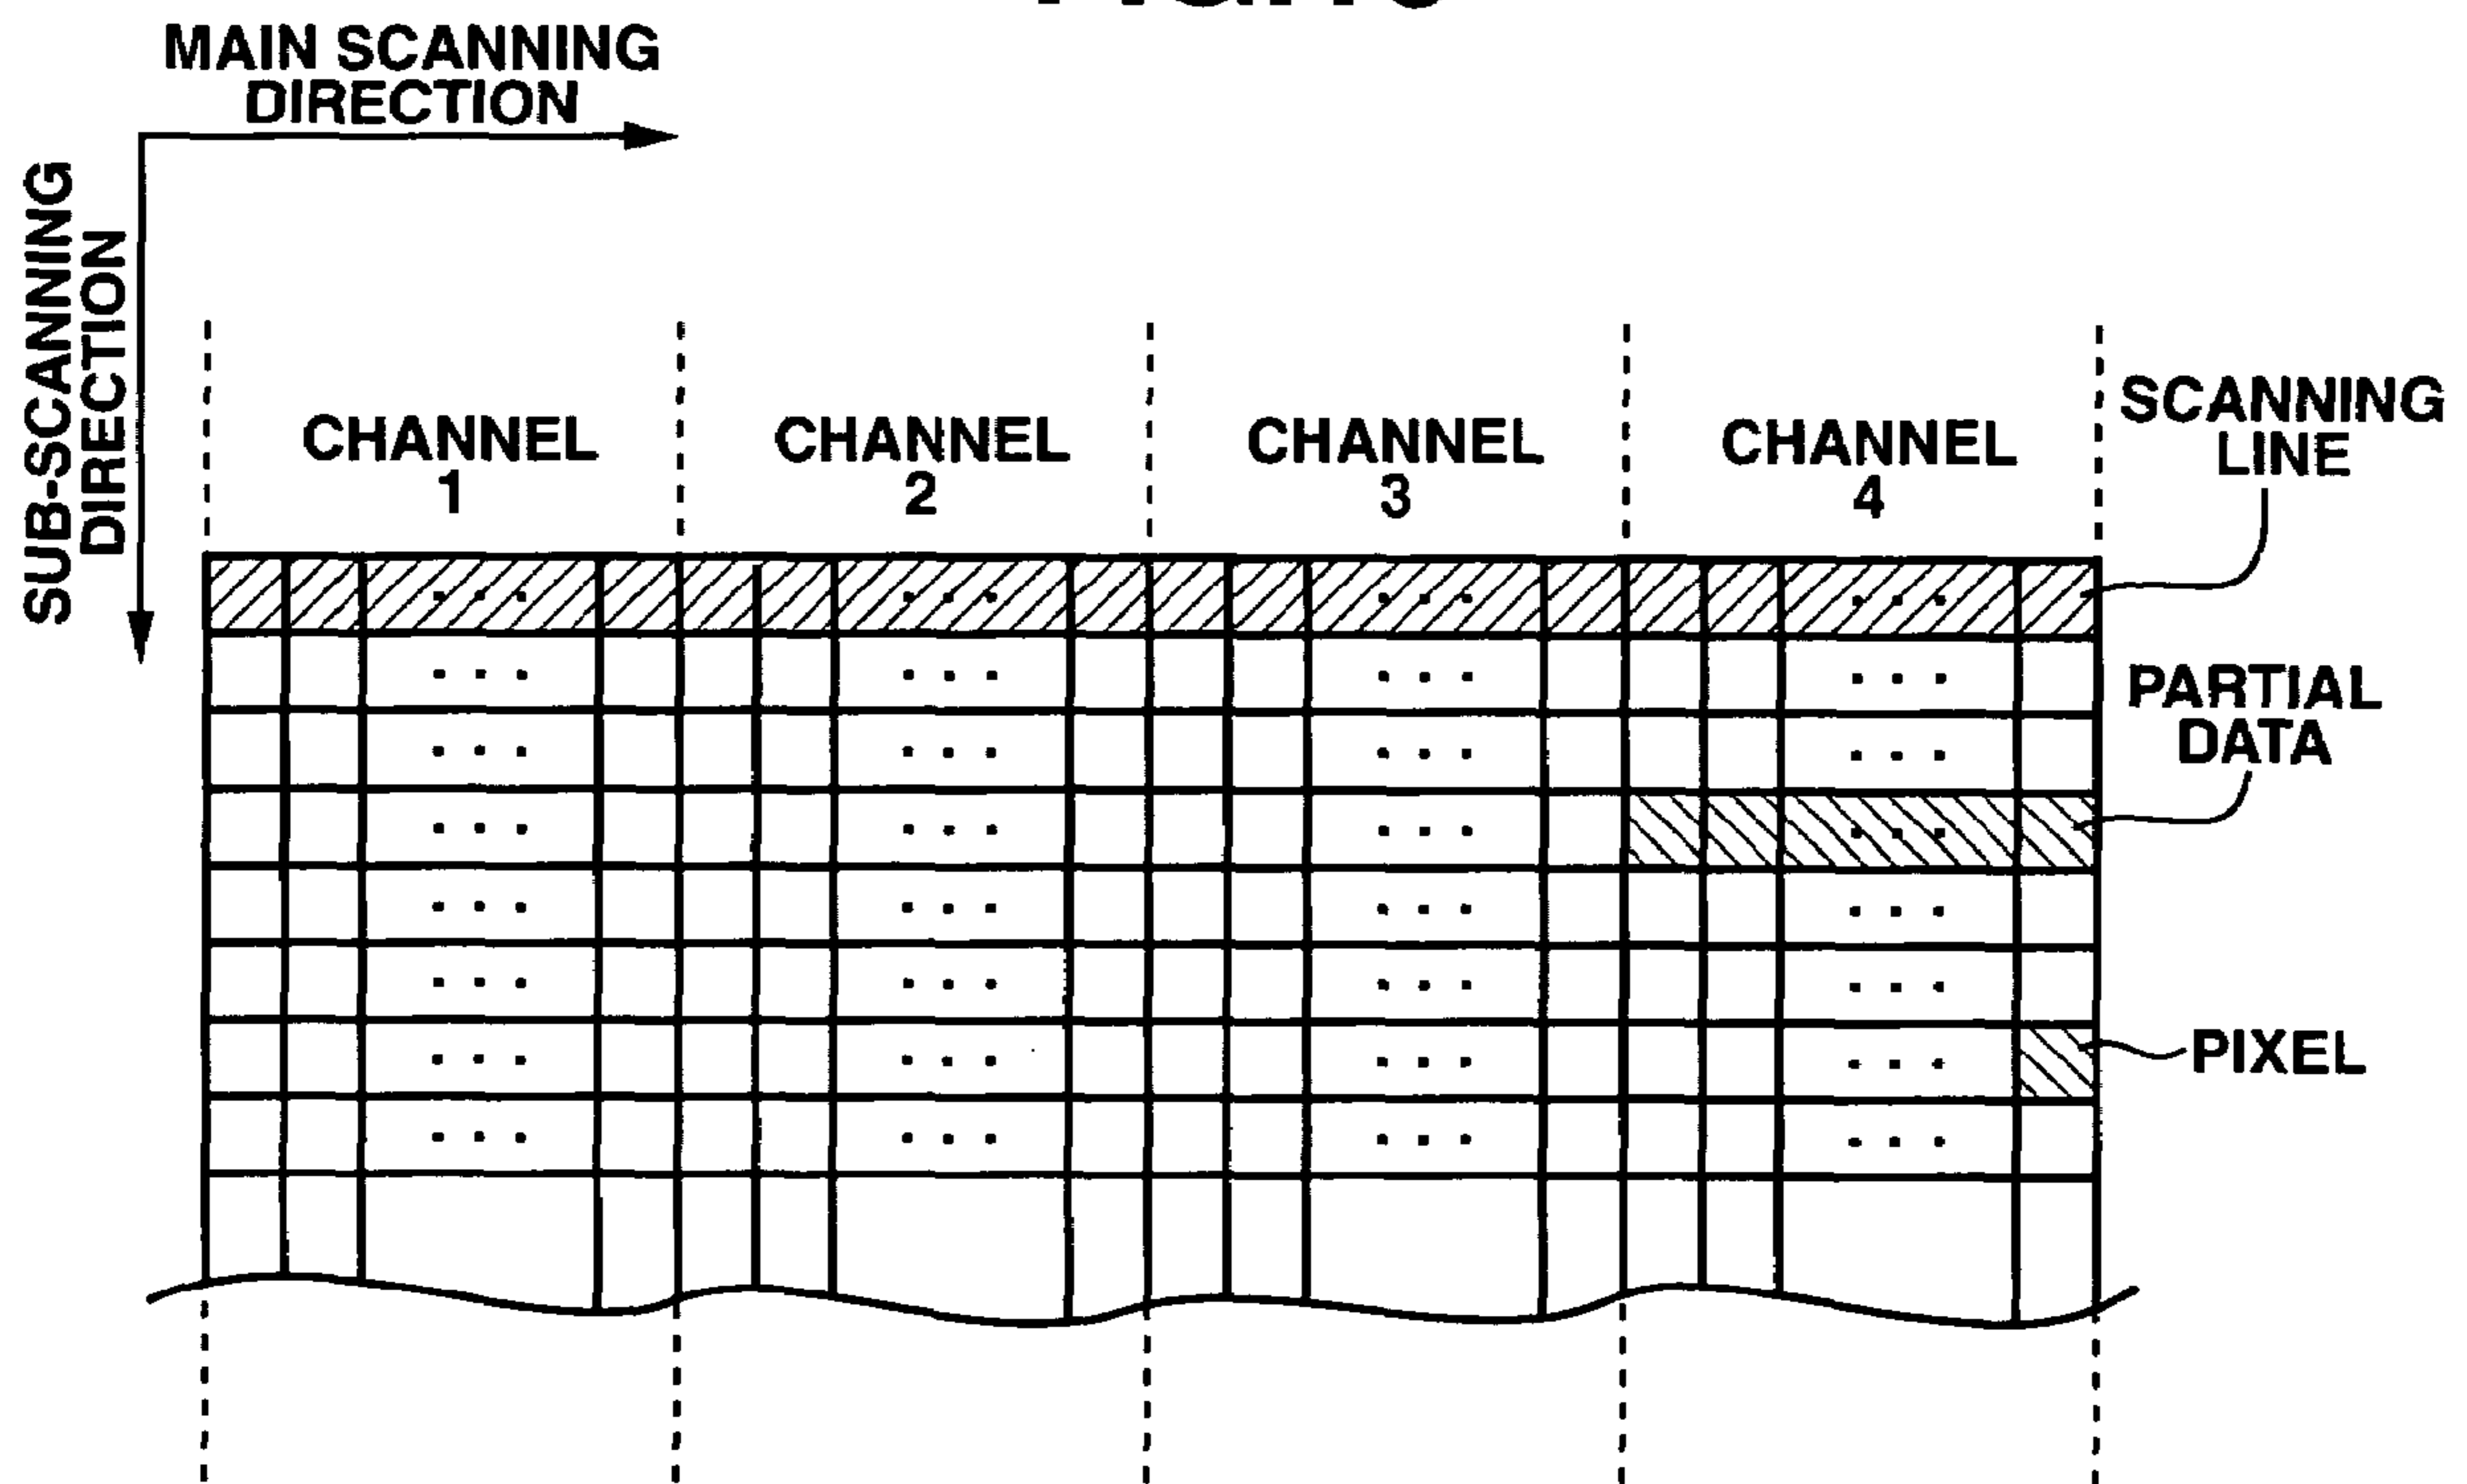 MAIN SCANNING
DIRECTION
SUB-SCANNING
DIRECTION
CHANNEL
1
CHANNEL
2
CHANNEL
3
CHANNEL
4
SCANNING
LINE
PARTIAL
DATA
PIXEL